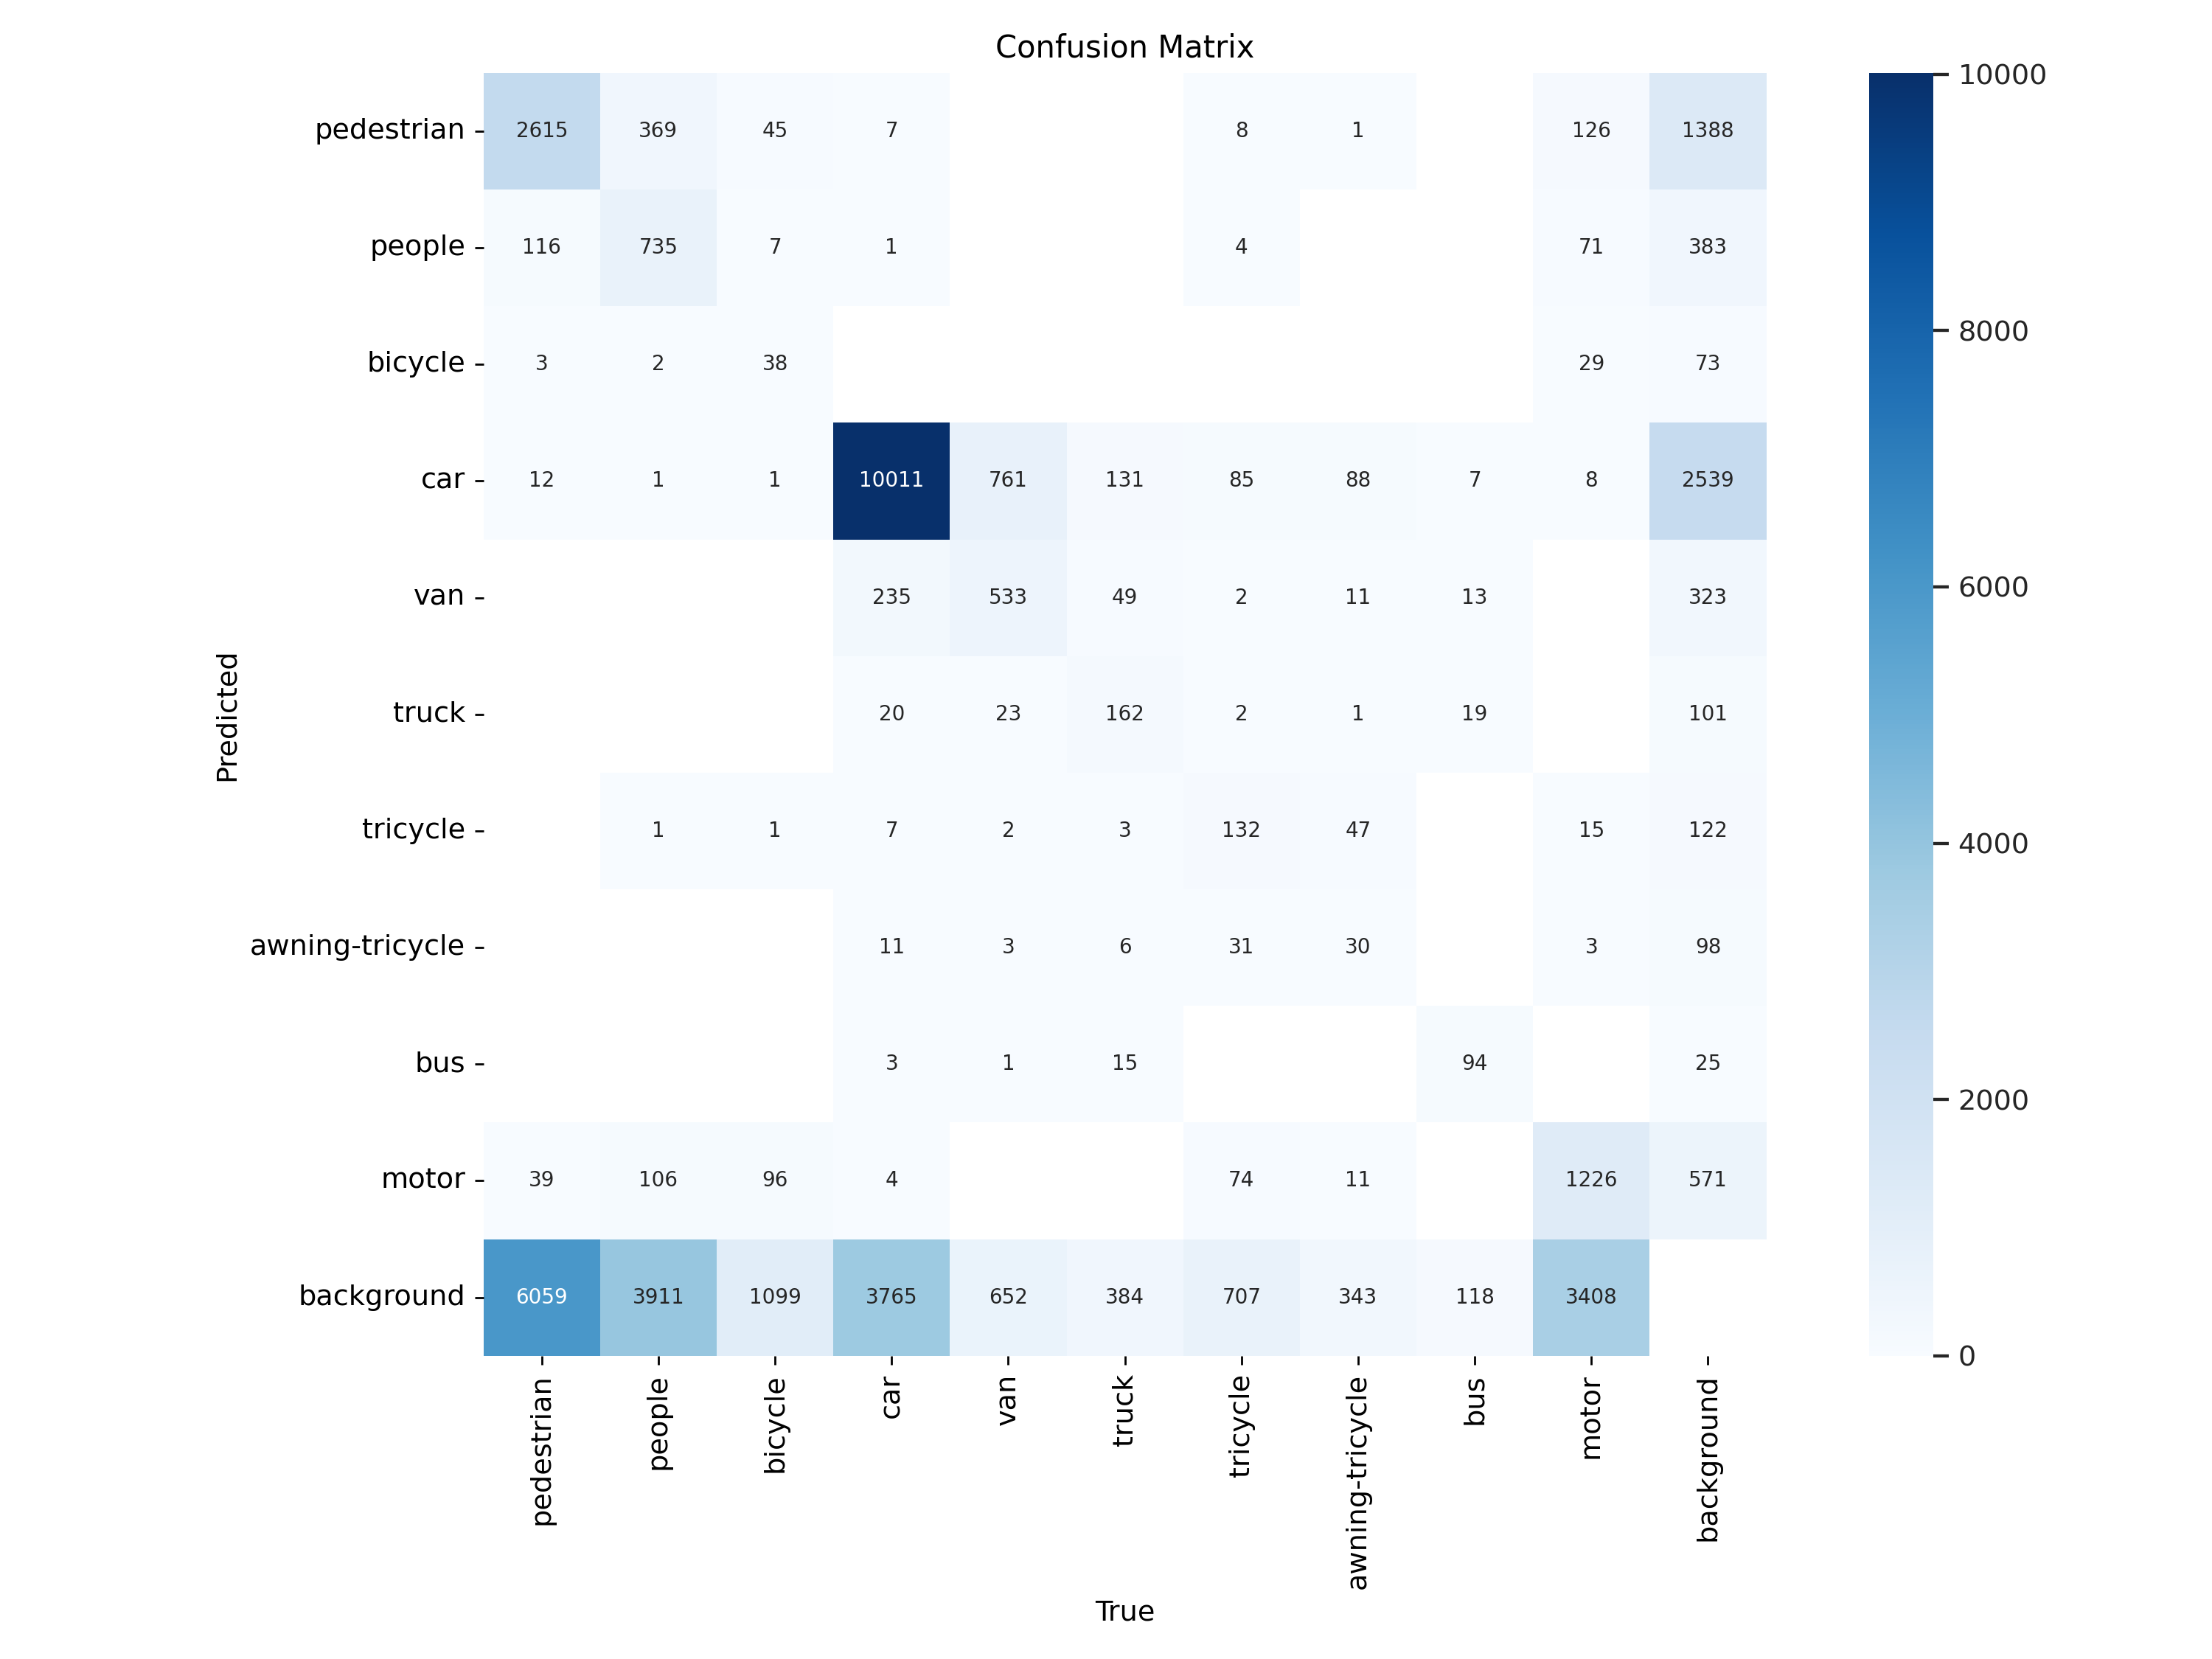 Confusion Matrix
pedestrian 2615 369 45 7 8 1 126 1388
people 116 735 7 1 4 71 383
bicycle 3 2 38 29 73
car 12 1 1 10011 761 131 85 88 7 8 2539
van 235 533 49 2 11 13 323
truck 20 23 162 2 1 19 101
tricycle 1 1 7 2 3 132 47 15 122
awning-tricycle 11 3 6 31 30 3 98
bus 3 1 15 94 25
motor 39 106 96 4 74 11 1226 571
background 6059 3911 1099 3765 652 384 707 343 118 3408
pedestrian people bicycle car van truck tricycle awning-tricycle bus motor background
True
Predicted
10000
8000
6000
4000
2000
0